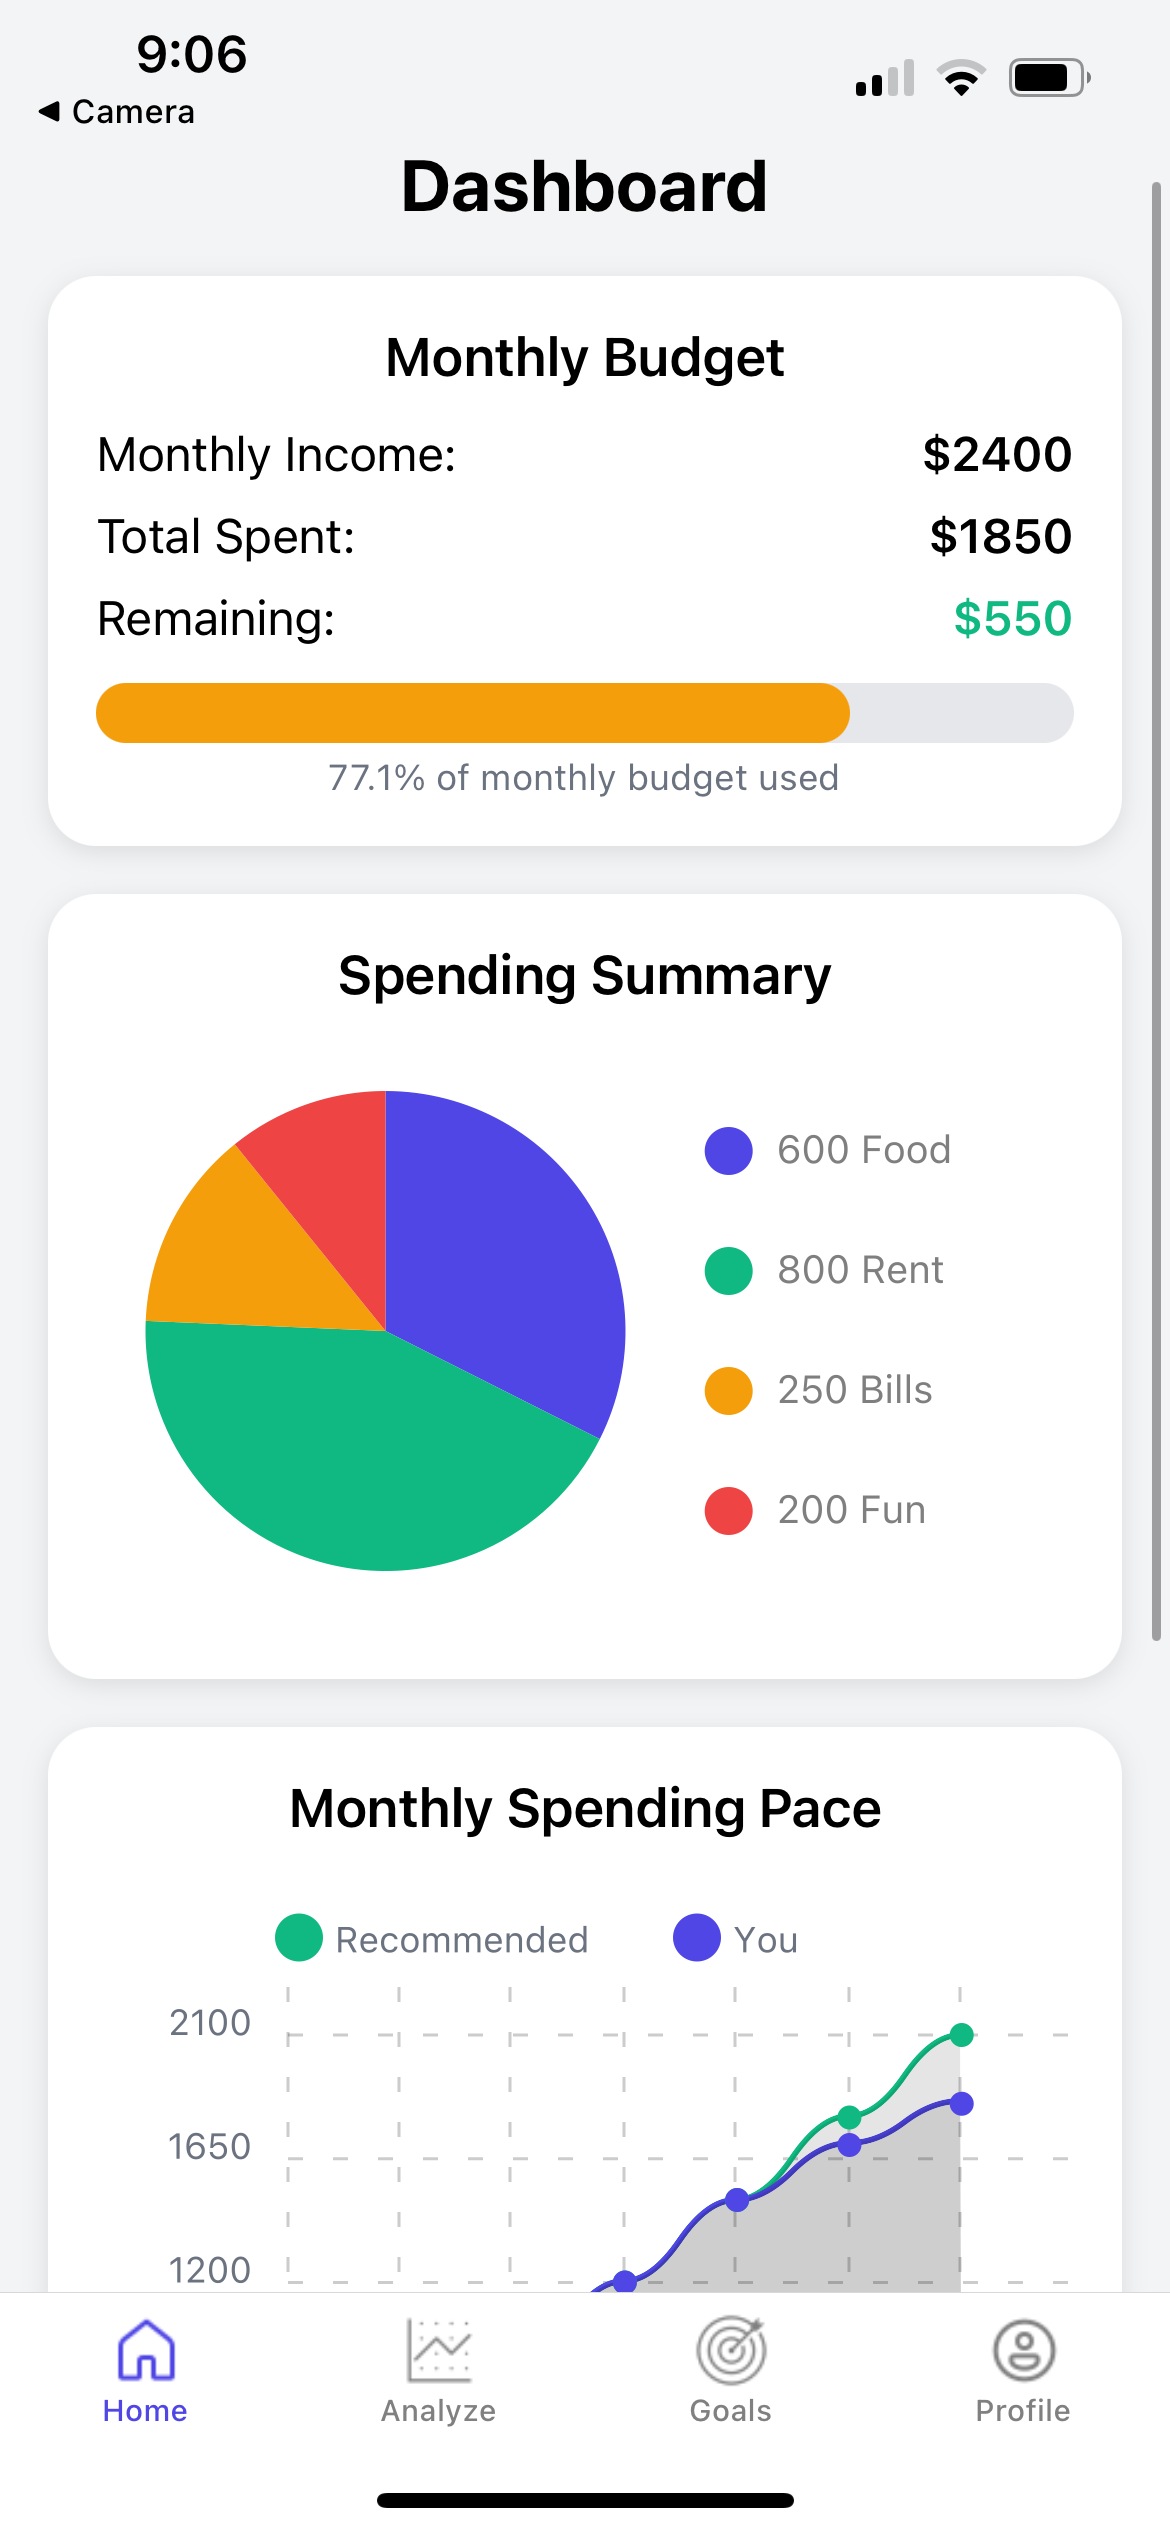 9:06
◀ Camera
Dashboard
Monthly Budget
Monthly Income: $2400
Total Spent: $1850
Remaining: $550
77.1% of monthly budget used
Spending Summary
600 Food
800 Rent
250 Bills
200 Fun
Monthly Spending Pace
Recommended You
2100
1650
1200
Home Analyze Goals Profile